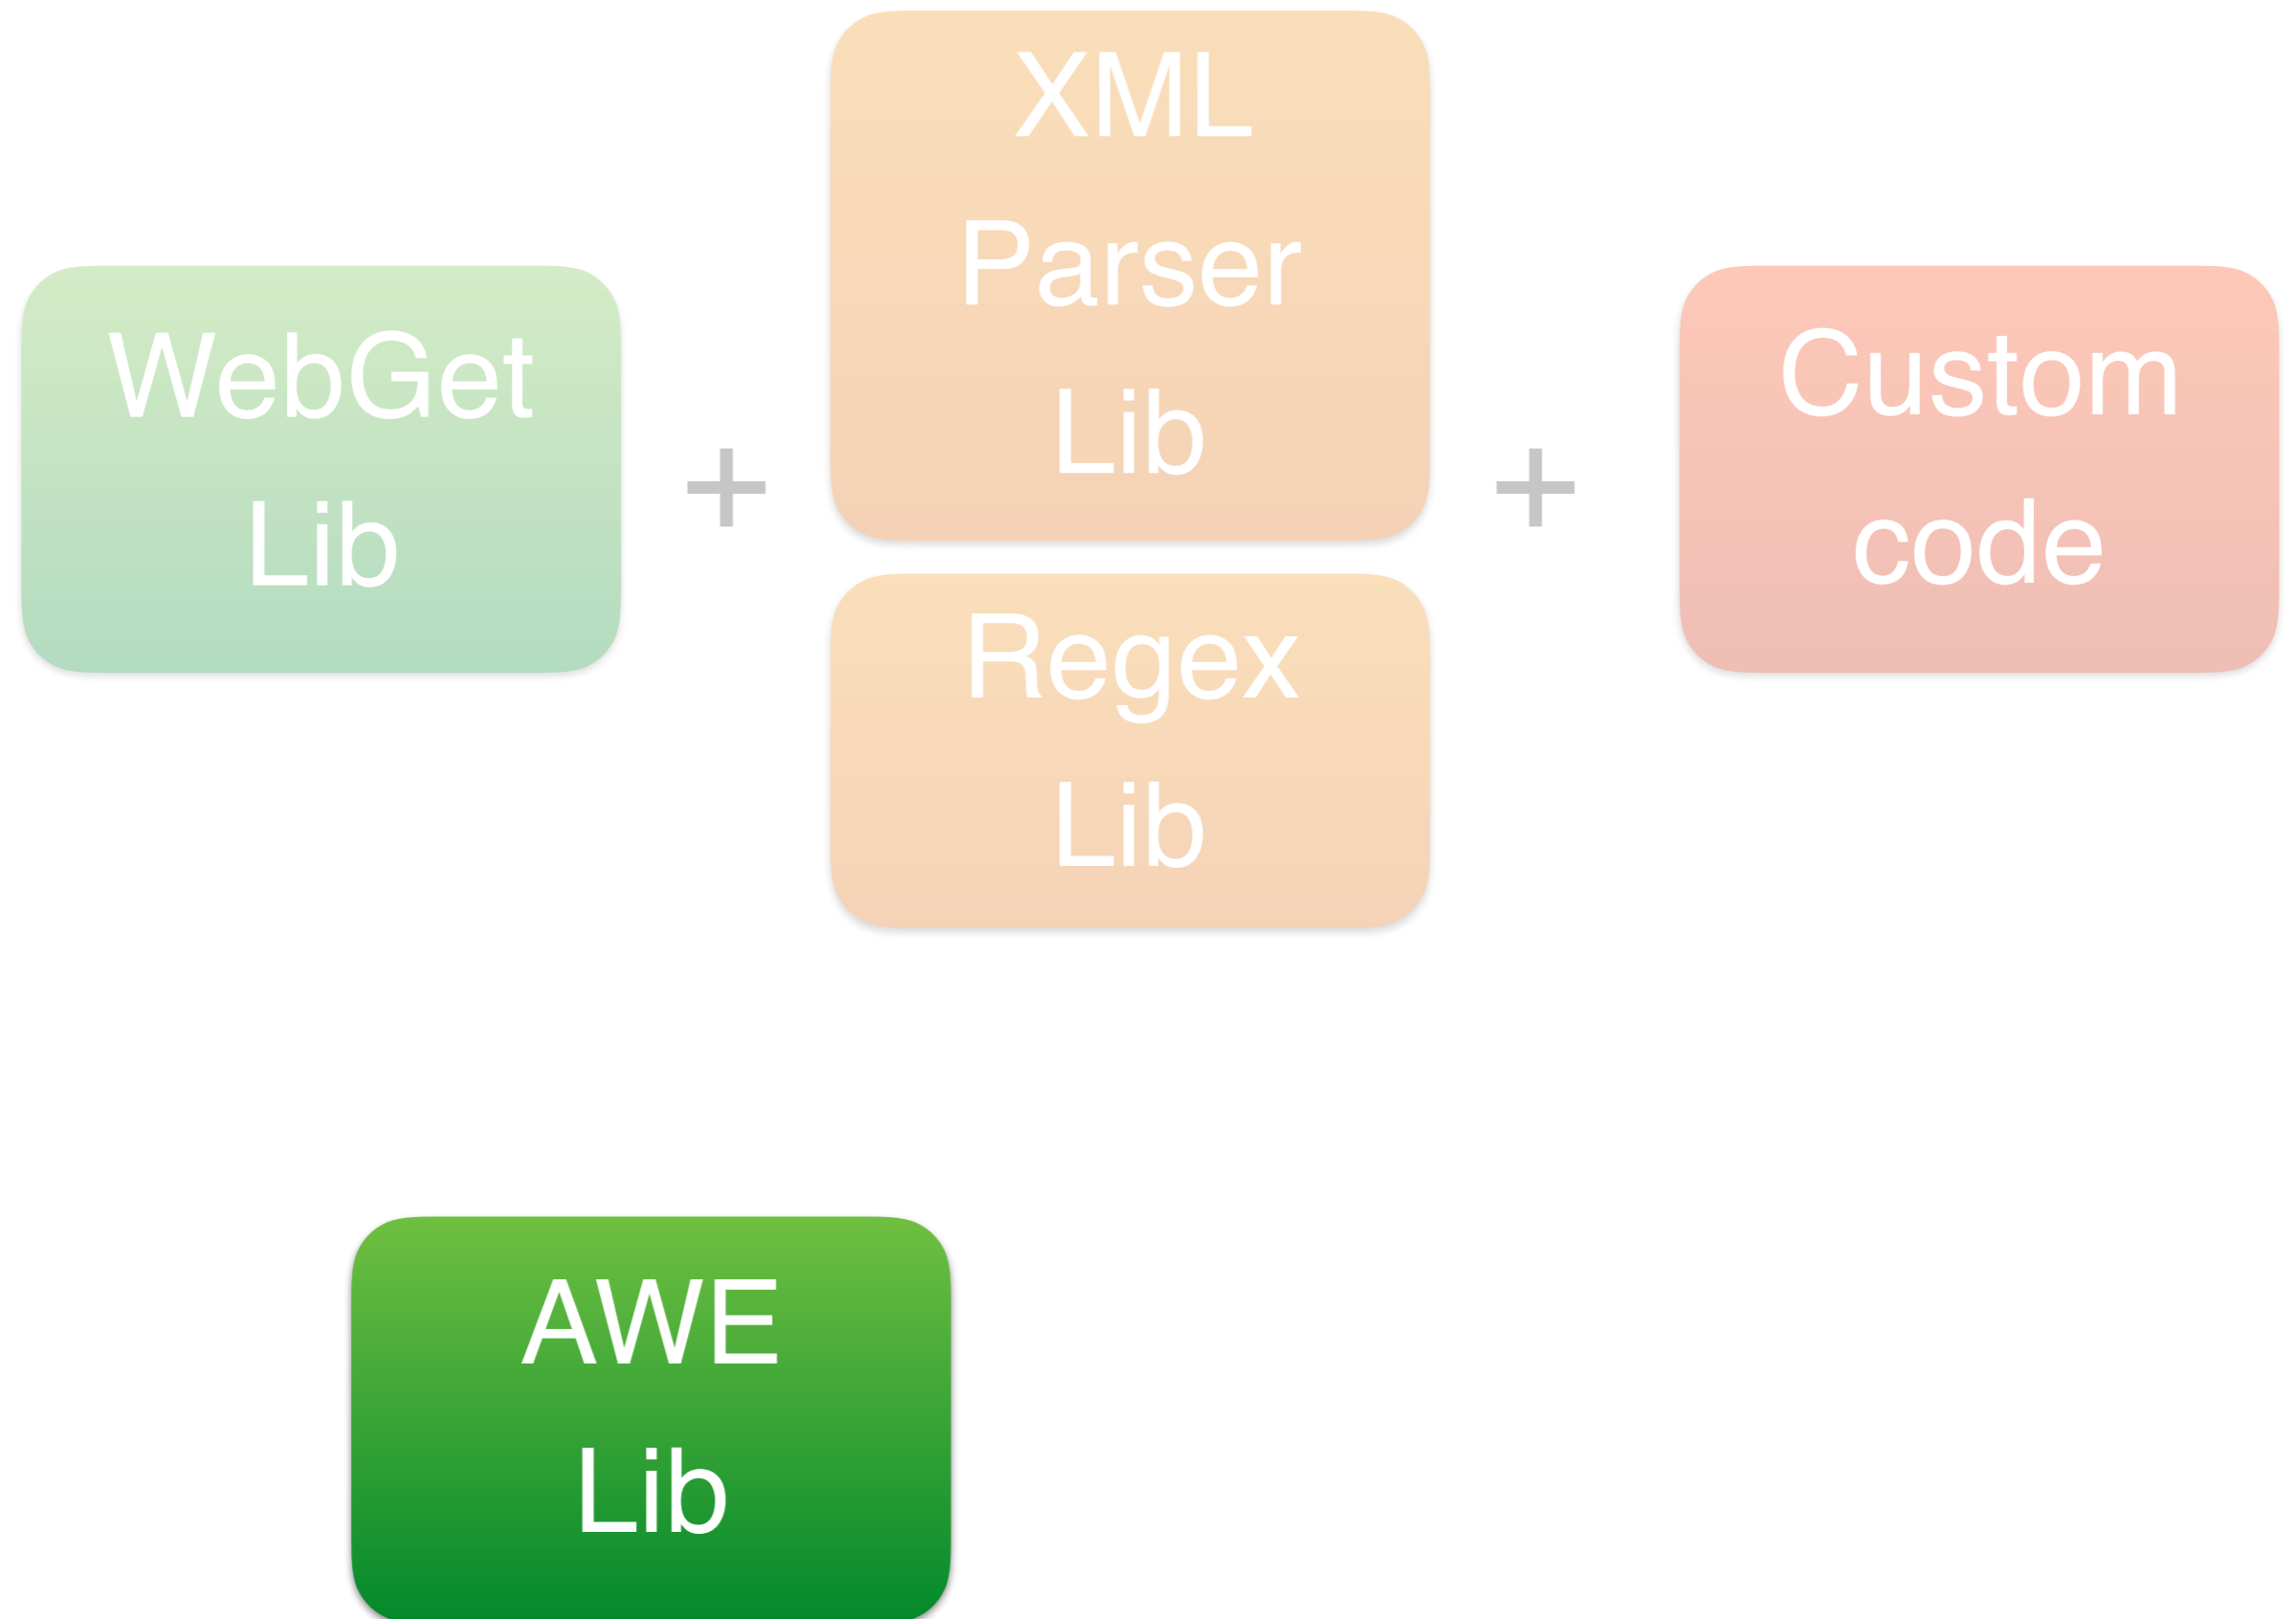 WebGet
Lib
+
XML
Parser
Lib
Regex
Lib
+
Custom
code
AWE
Lib